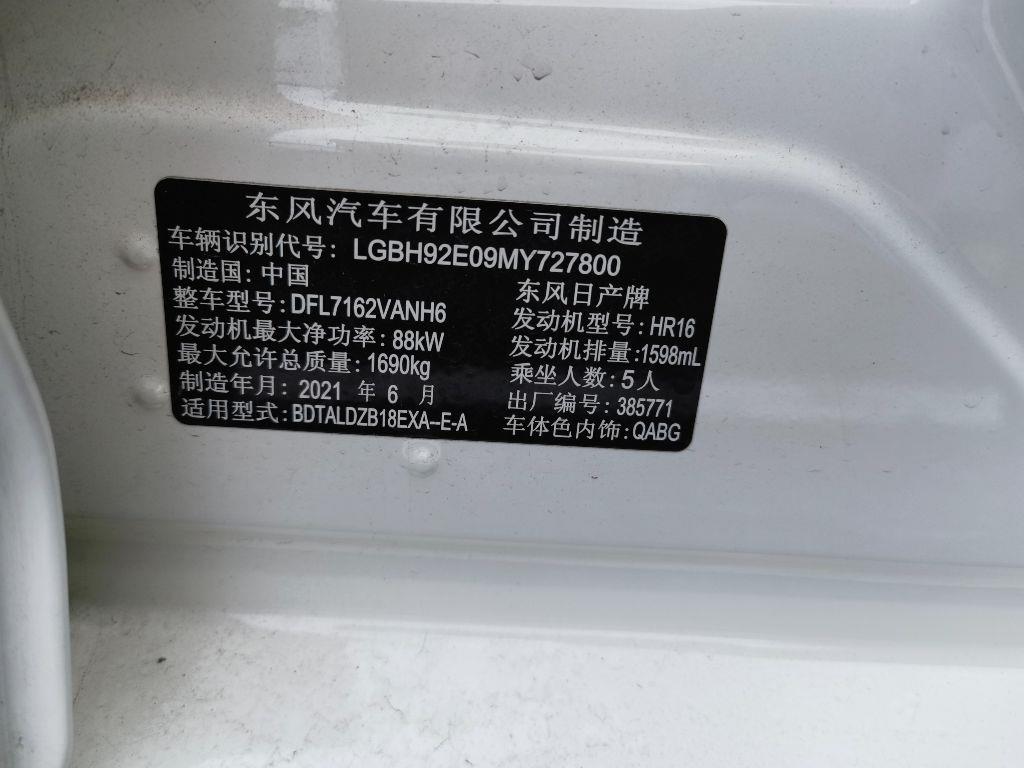 东风汽车有限公司制造
车辆识别代号：LGBH92E09MY727800
制造国：中国
东风日产牌
整车型号：DFL7162VANH6
发动机型号：HR16
发动机最大净功率：88kW
发动机排量：1598mL
最大允许总质量：1690kg
乘坐人数：5人
制造年月：2021 年 6 月
出厂编号：385771
适用型式：BDTALDZB18EXA--E-A
车体色内饰：QABG